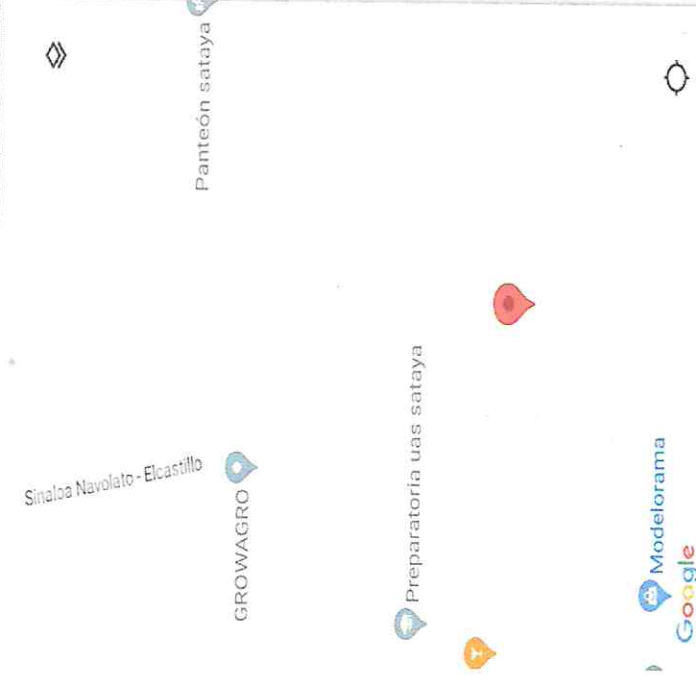 Panteón sataya
Sinaloa Navolato - Elcastillo
GROWAGRO
Preparatoria uas sataya
Modelorama
Google